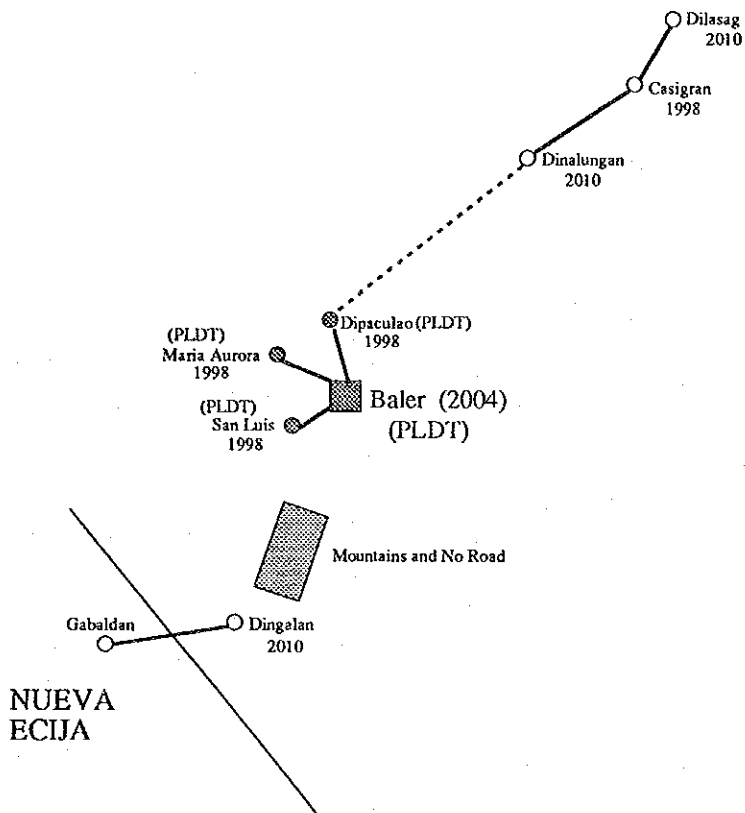 Dilasag
2010
Casigran
1998
Dinalungan
2010
Dipaculao (PLDT)
1998
(PLDT)
Maria Aurora
1998
(PLDT)
San Luis
1998
Baler (2004)
(PLDT)
Mountains and No Road
Gabaldan
Dingalan
2010
NUEVA
ECIJA